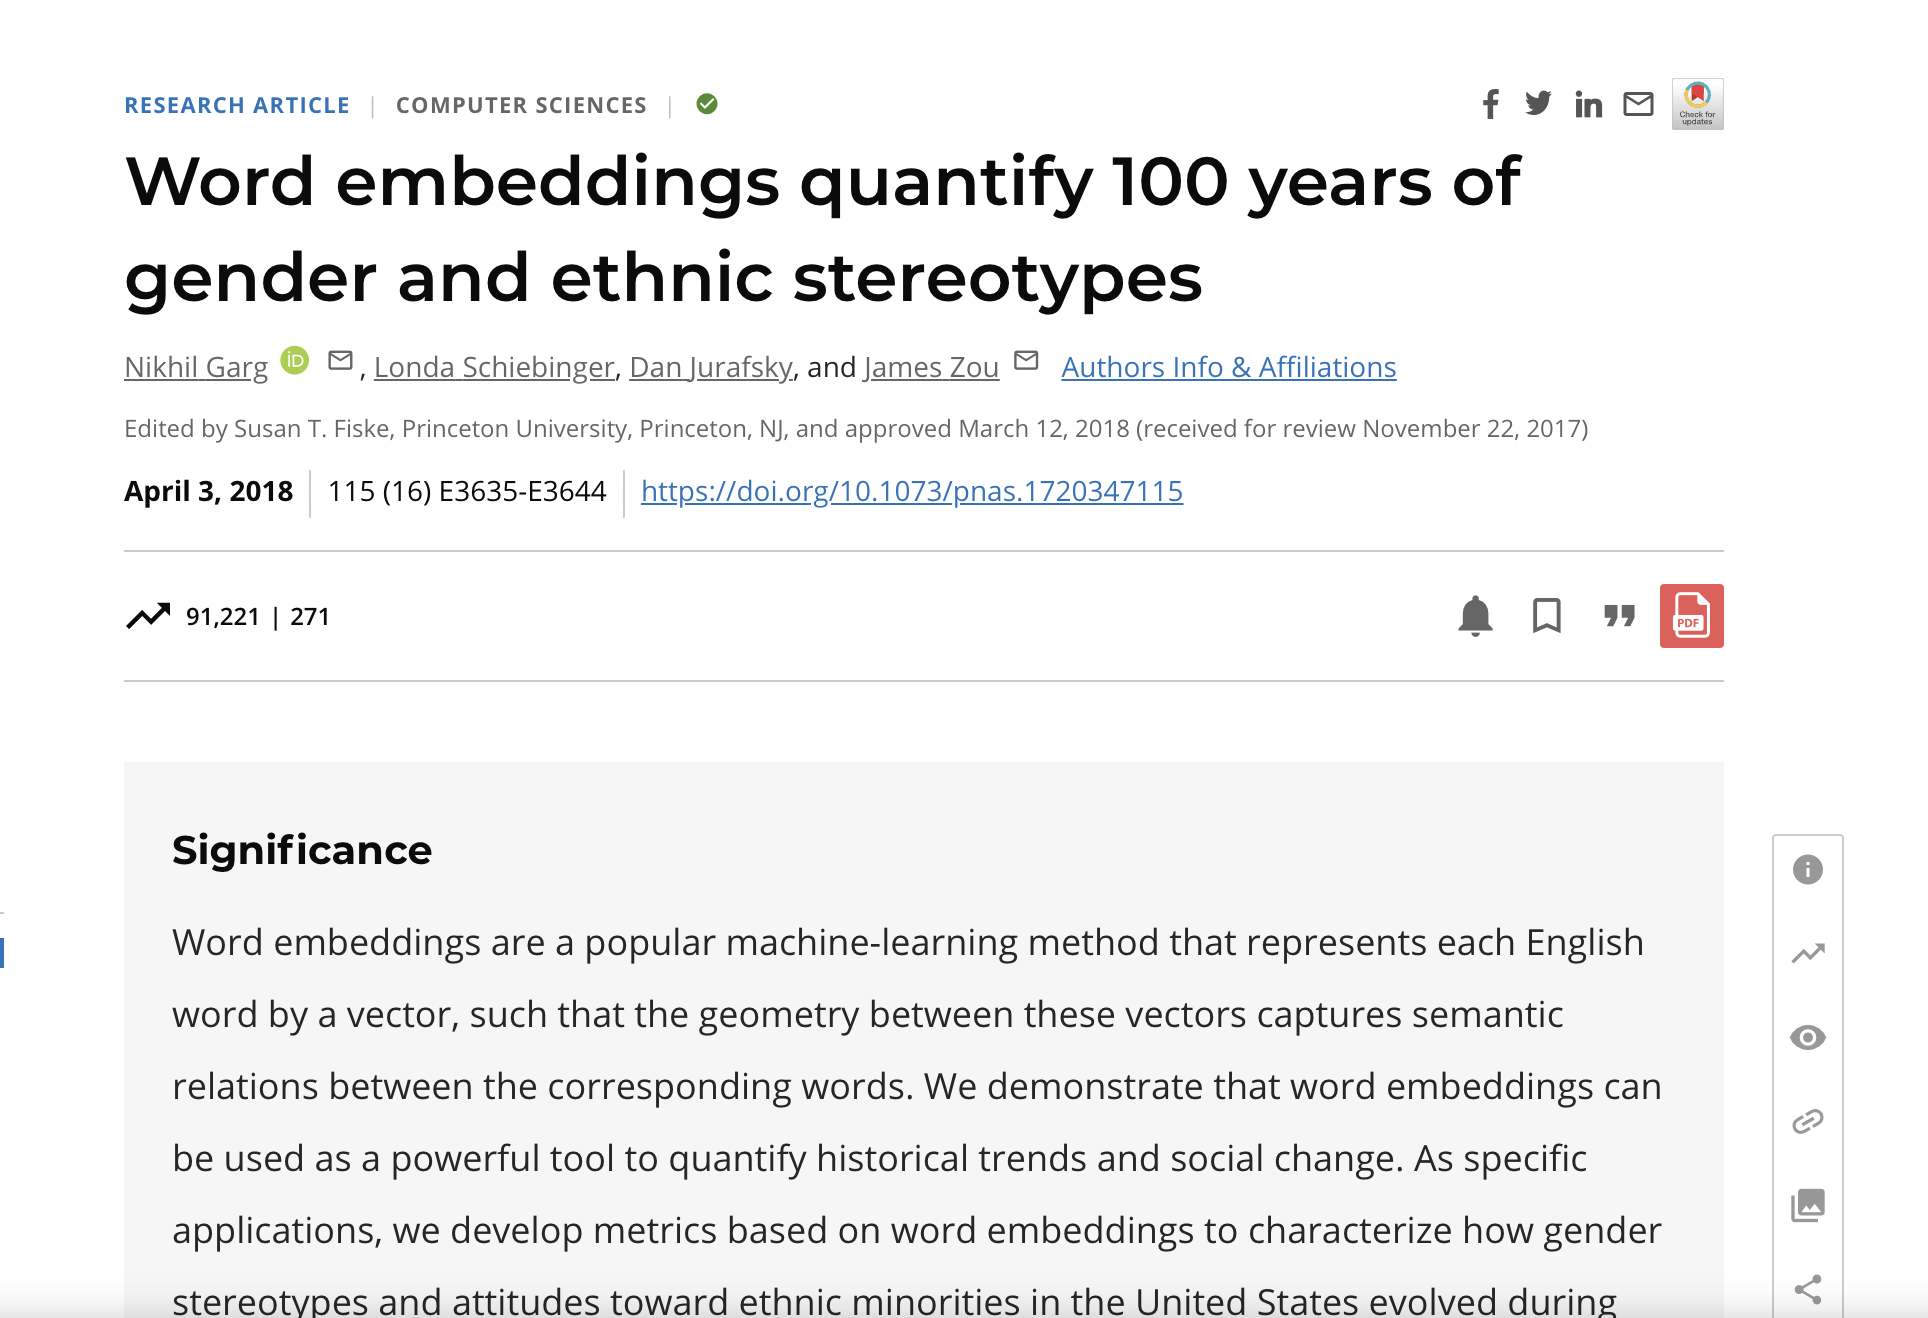 RESEARCH ARTICLE | COMPUTER SCIENCES |
Check for
updates
Word embeddings quantify 100 years of
gender and ethnic stereotypes
Nikhil Garg iD , Londa Schiebinger, Dan Jurafsky, and James Zou Authors Info & Affiliations
Edited by Susan T. Fiske, Princeton University, Princeton, NJ, and approved March 12, 2018 (received for review November 22, 2017)
April 3, 2018 | 115 (16) E3635-E3644 | https://doi.org/10.1073/pnas.1720347115
91,221 | 271
PDF
Significance
Word embeddings are a popular machine-learning method that represents each English
word by a vector, such that the geometry between these vectors captures semantic
relations between the corresponding words. We demonstrate that word embeddings can
be used as a powerful tool to quantify historical trends and social change. As specific
applications, we develop metrics based on word embeddings to characterize how gender
stereotypes and attitudes toward ethnic minorities in the United States evolved during